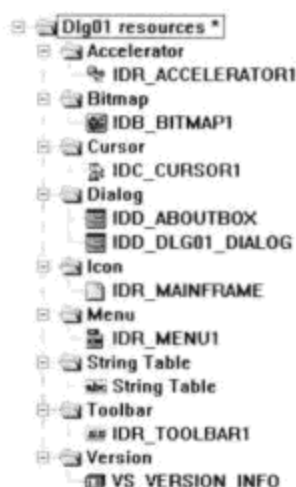 Dlg01 resources *
Accelerator
IDR_ACCELERATOR1
Bitmap
IDB_BITMAP1
Cursor
IDC_CURSOR1
Dialog
IDD_ABOUTBOX
IDD_DLG01_DIALOG
Icon
IDR_MAINFRAME
Menu
IDR_MENU1
String Table
abc String Table
Toolbar
IDR_TOOLBAR1
Version
VS_VERSION_INFO